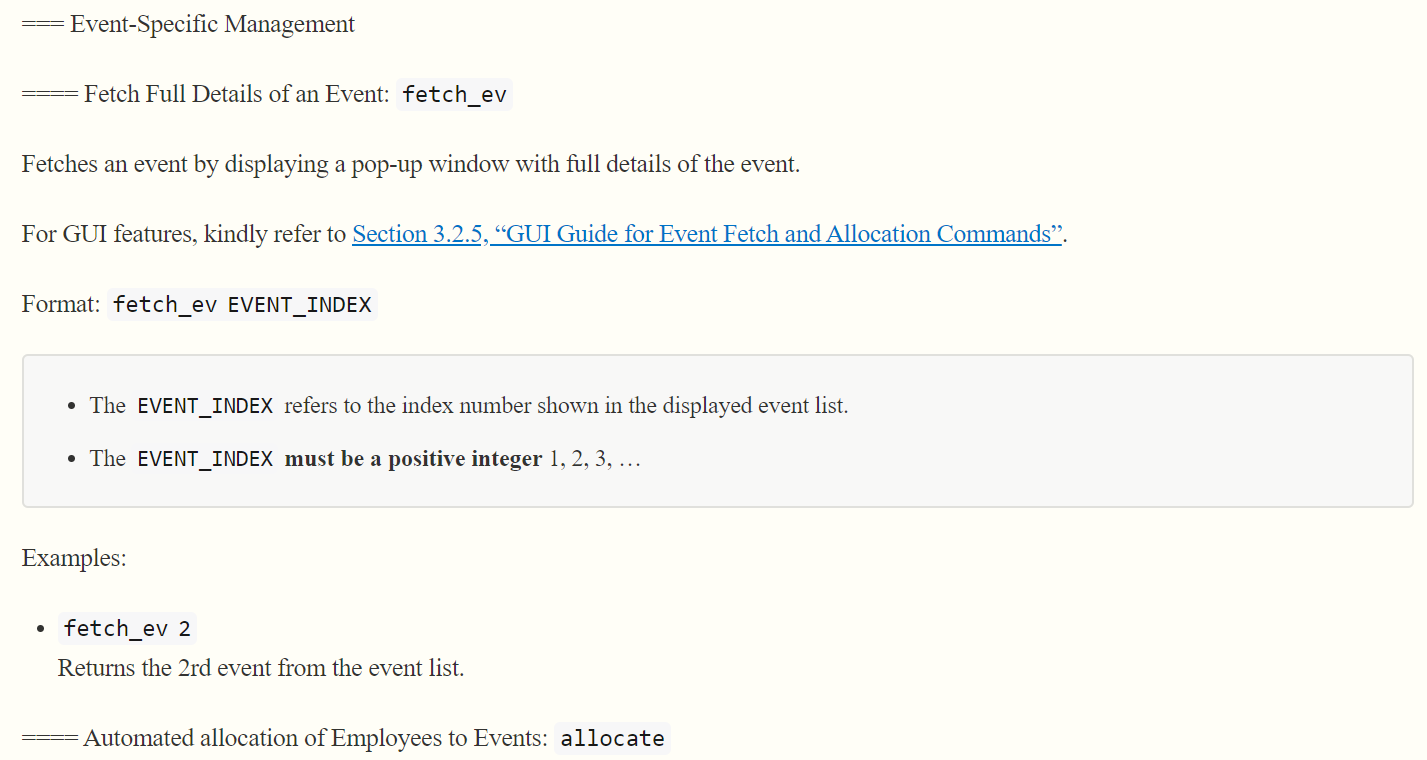 === Event-Specific Management
==== Fetch Full Details of an Event: fetch_ev
Fetches an event by displaying a pop-up window with full details of the event.
For GUI features, kindly refer to Section 3.2.5, “GUI Guide for Event Fetch and Allocation Commands”.
Format: fetch_ev EVENT_INDEX
• The EVENT_INDEX refers to the index number shown in the displayed event list.
• The EVENT_INDEX must be a positive integer 1, 2, 3, …
Examples:
• fetch_ev 2
Returns the 2rd event from the event list.
==== Automated allocation of Employees to Events: allocate